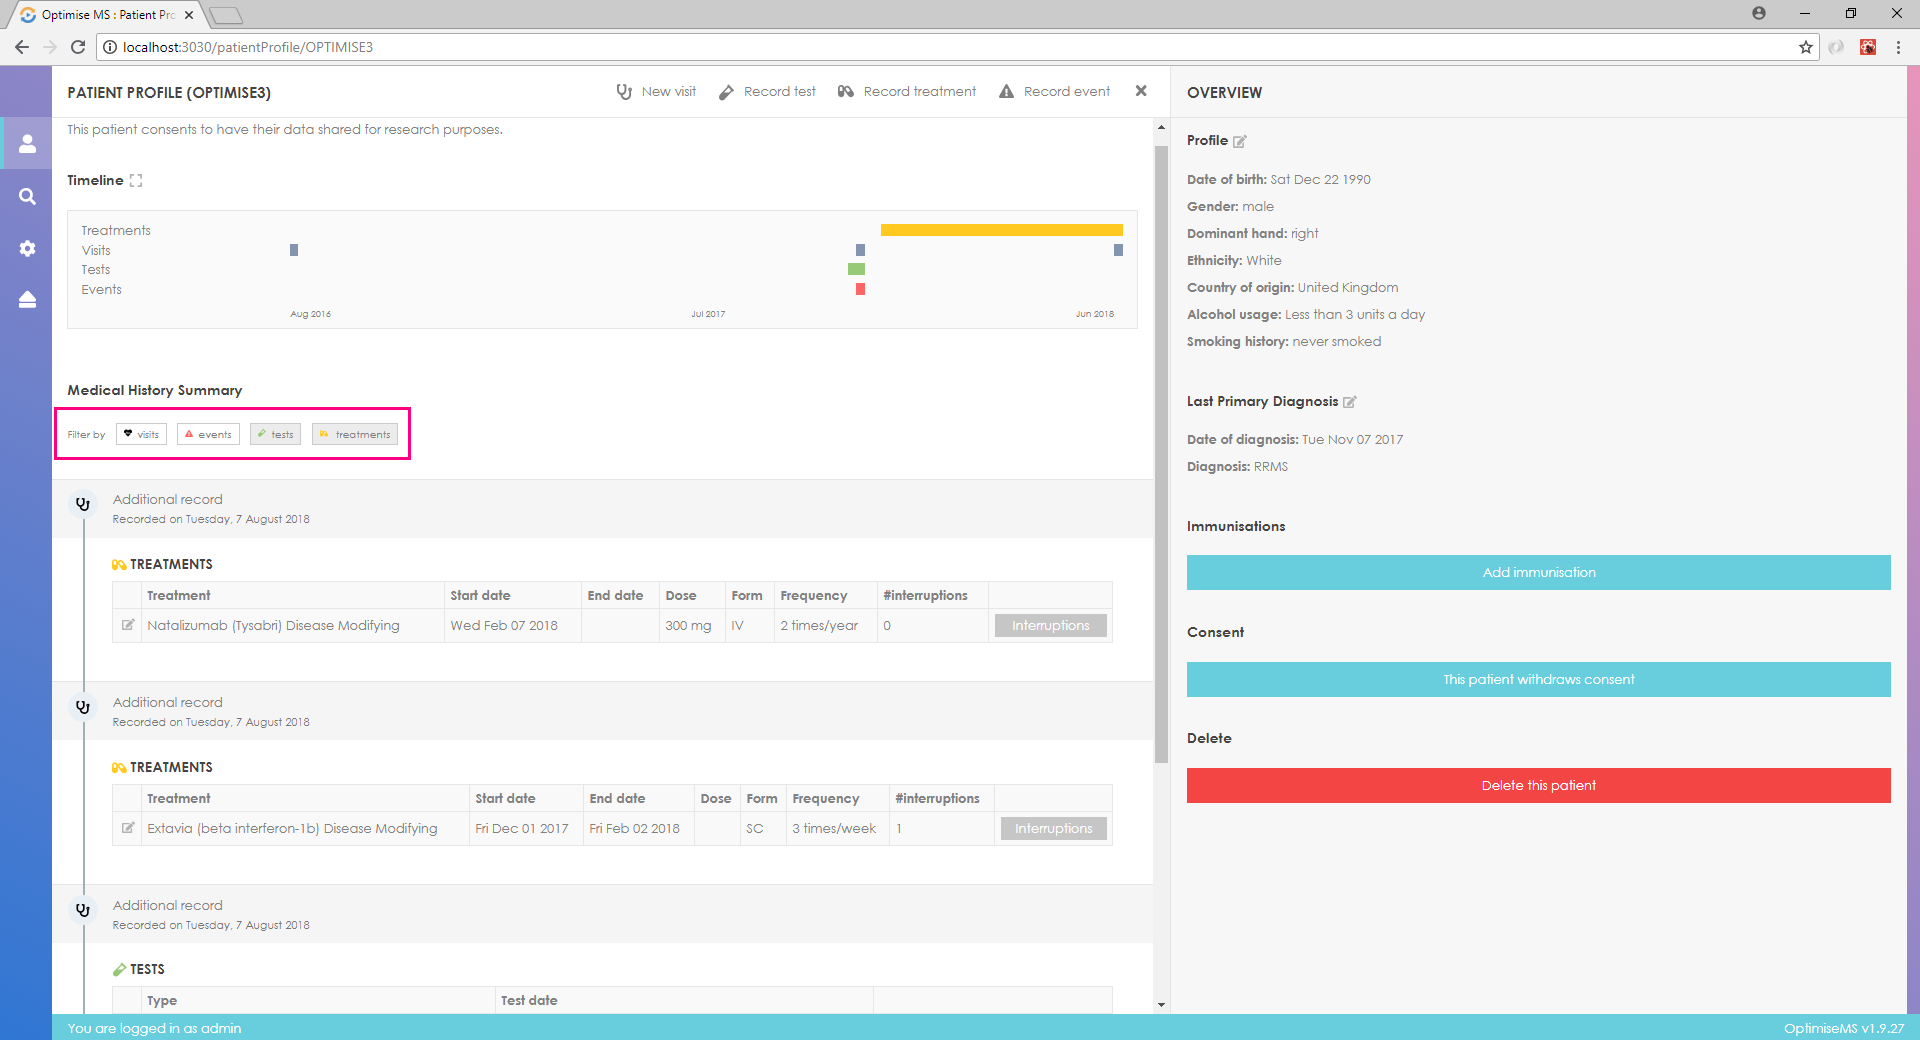 Optimise MS : Patient Pro
localhost:3030/patientProfile/OPTIMISE3
PATIENT PROFILE (OPTIMISE3)
New visit
Record test
Record treatment
Record event
This patient consents to have their data shared for research purposes.
Timeline
Treatments
Visits
Tests
Events
Aug 2016
Jul 2017
Jun 2018
Medical History Summary
Filter by visits events tests treatments
Additional record
Recorded on Tuesday, 7 August 2018
TREATMENTS
Treatment Start date End date Dose Form Frequency #interruptions
Natalizumab (Tysabri) Disease Modifying Wed Feb 07 2018 300 mg IV 2 times/year 0 Interruptions
Additional record
Recorded on Tuesday, 7 August 2018
TREATMENTS
Treatment Start date End date Dose Form Frequency #interruptions
Extavia (beta interferon-1b) Disease Modifying Fri Dec 01 2017 Fri Feb 02 2018 SC 3 times/week 1 Interruptions
Additional record
Recorded on Tuesday, 7 August 2018
TESTS
Type Test date
OVERVIEW
Profile
Date of birth: Sat Dec 22 1990
Gender: male
Dominant hand: right
Ethnicity: White
Country of origin: United Kingdom
Alcohol usage: Less than 3 units a day
Smoking history: never smoked
Last Primary Diagnosis
Date of diagnosis: Tue Nov 07 2017
Diagnosis: RRMS
Immunisations
Add immunisation
Consent
This patient withdraws consent
Delete
Delete this patient
You are logged in as admin
OptimiseMS v1.9.27